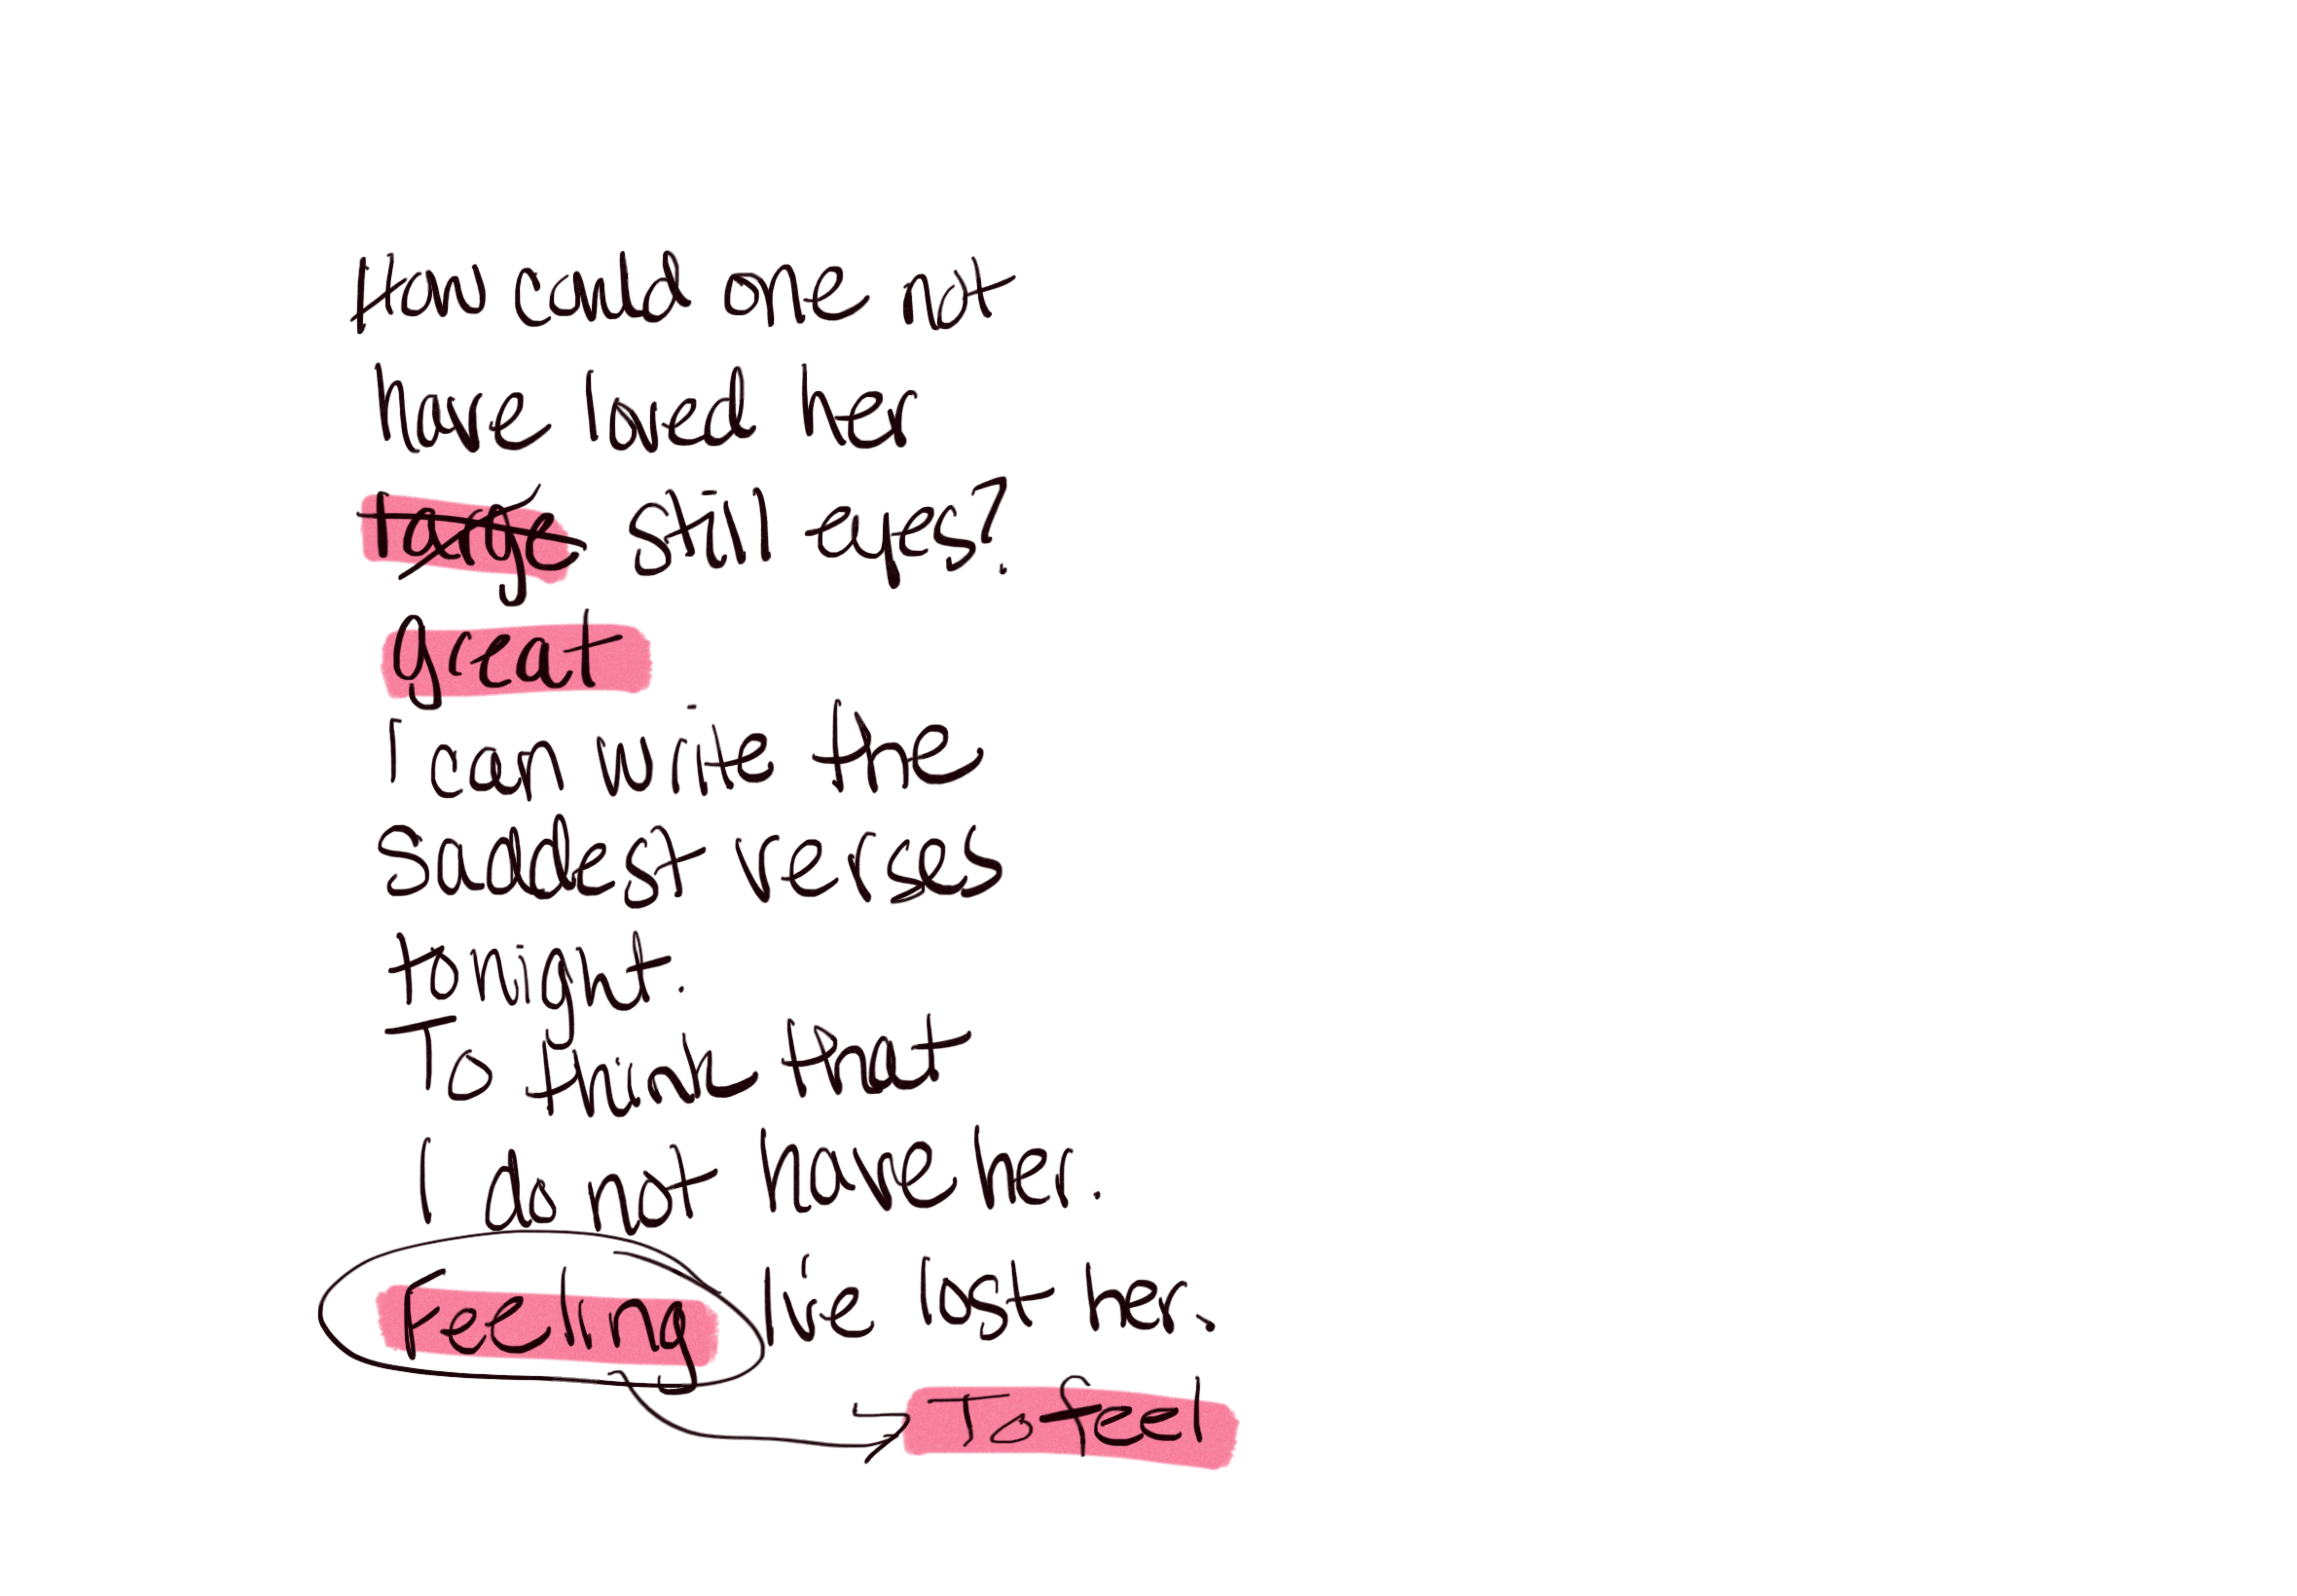 How could one not
have loved her
large still eyes?
great
I can write the
saddest verses
tonight.
To think that
I do not have her.
Feeling I've lost her.
To feel